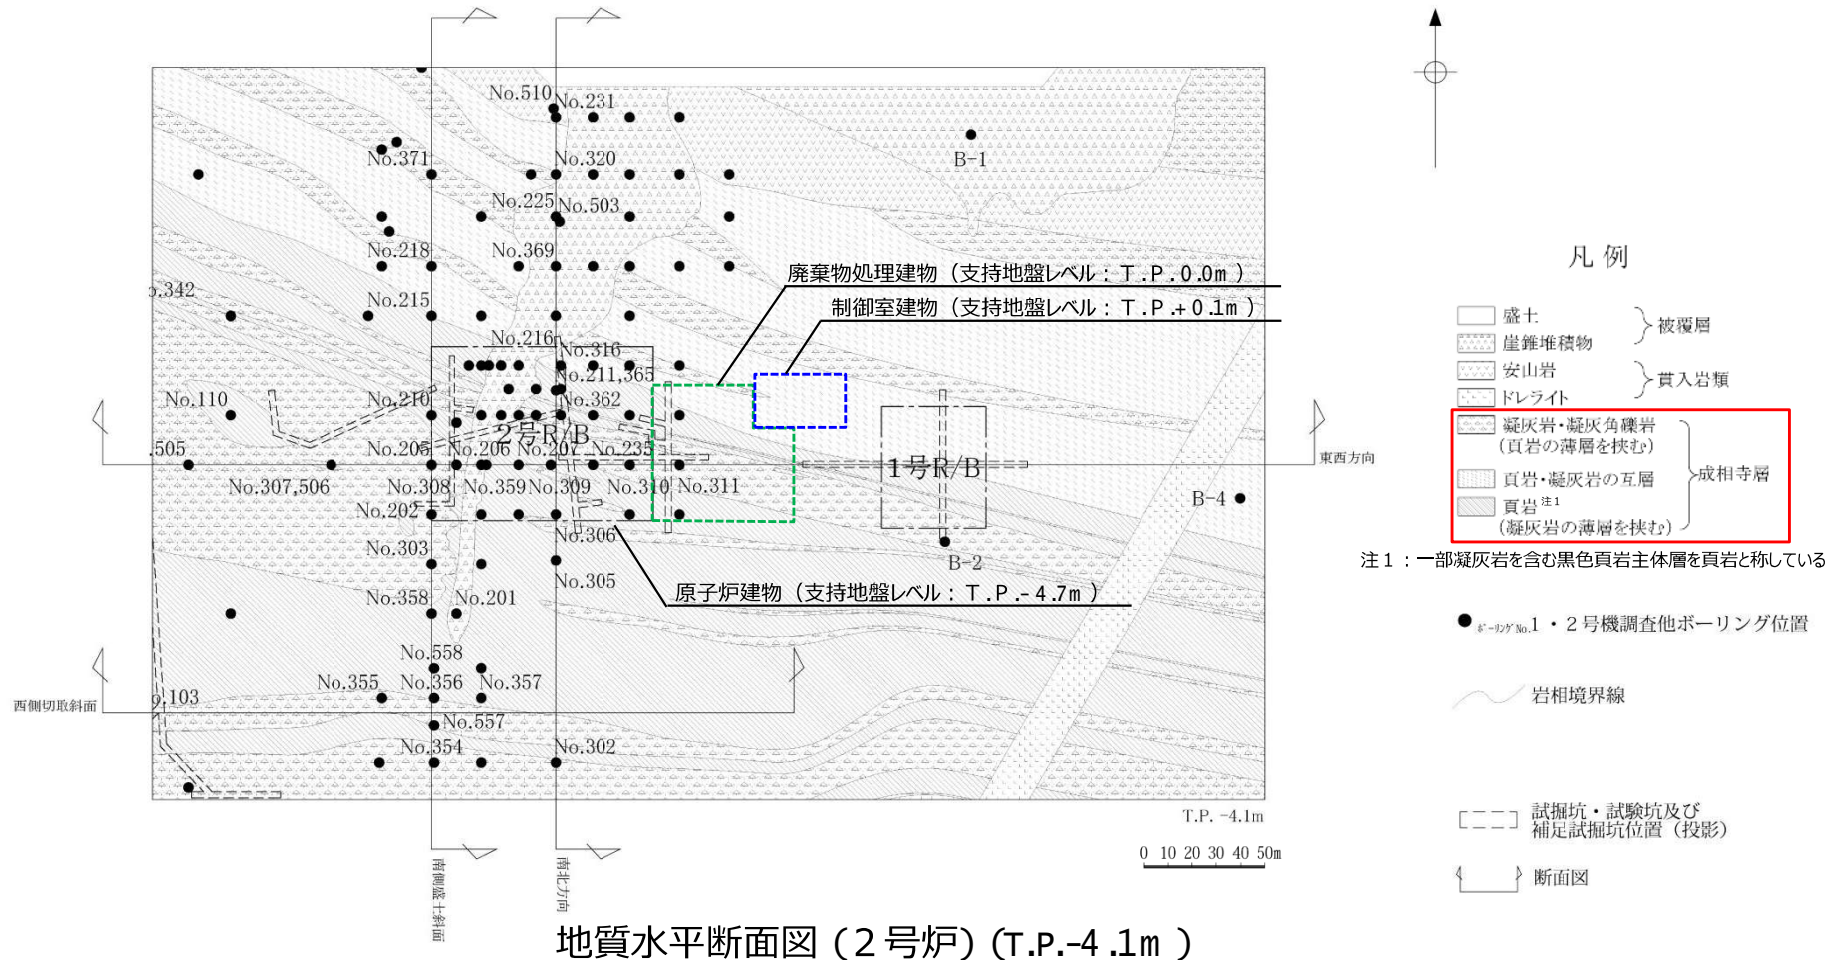 No.510
No.231
No.371
No.320
B-1
No.225
No.503
No.218
No.369
廃棄物処理建物（支持地盤レベル：T.P.0.0m）
.342
No.215
制御室建物（支持地盤レベル：T.P.+0.1m）
No.216
No.316
No.211,365
No.110
No.210
No.362
2号R/B
.505
No.205
No.206
No.207
No.235
1号R/B
東西方向
No.307,506
No.308
No.359
No.309
No.310
No.311
B-4
No.202
No.306
No.303
B-2
No.305
原子炉建物（支持地盤レベル：T.P.-4.7m）
No.358
No.201
No.558
No.355
No.356
No.357
.103
西側切取斜面
No.557
No.354
No.302
T.P. -4.1m
0 10 20 30 40 50m
南側盛土斜面
南北方向
凡例
盛土
崖錐堆積物
被覆層
安山岩
ドレライト
貫入岩類
凝灰岩・凝灰角礫岩
(頁岩の薄層を挟む)
頁岩・凝灰岩の互層
頁岩 注1
(凝灰岩の薄層を挟む)
成相寺層
注１：一部凝灰岩を含む黒色頁岩主体層を頁岩と称している
ボーリングNo.1・2号機調査他ボーリング位置
岩相境界線
試掘坑・試験坑及び
補足試掘坑位置（投影）
断面図
地質水平断面図（２号炉）（T.P.-4.1m）